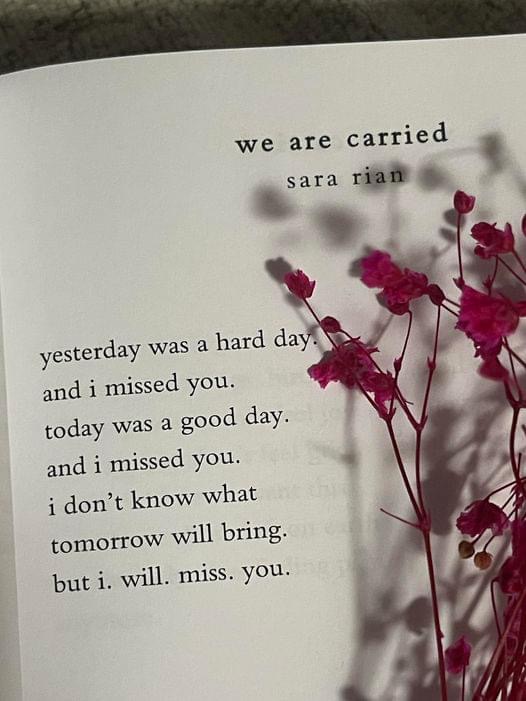 we are carried
sara rian
yesterday was a hard day.
and i missed you.
today was a good day.
and i missed you.
i don’t know what
tomorrow will bring.
but i. will. miss. you.